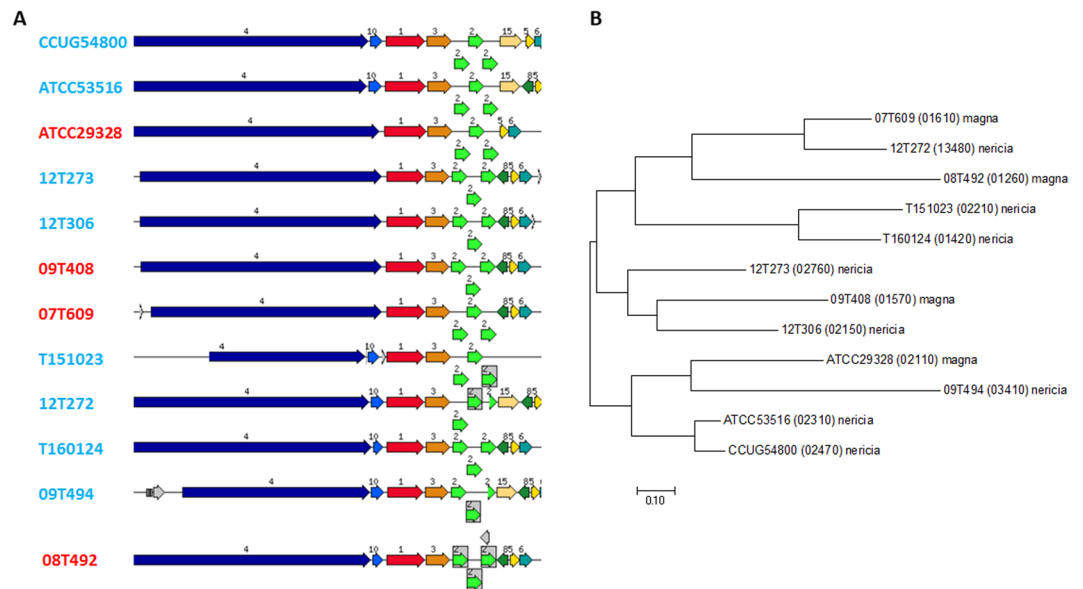 A
4 10 1 3 2 15 5 6
CCUG54800
2 2
4 10 1 3 2 15 85
ATCC53516
2 2
4 1 3 2 5 6
ATCC29328
2 2
4 1 3 2 2 85 6
12T273
2
4 1 3 2 2 85 6
12T306
2
4 1 3 2 2 85 6
09T408
2
4 1 3 2 85 6
07T609
2 2
4 10 1 3 2
T151023
2 2
4 10 1 3 2 2 15 85
12T272
2
4 10 1 3 2 2 85 6
T160124
2
4 10 1 3 2 2 15 85
09T494
2
4 10 1 3 2 2 85 6
08T492
2
B
07T609 (01610) magna
12T272 (13480) nericia
08T492 (01260) magna
T151023 (02210) nericia
T160124 (01420) nericia
12T273 (02760) nericia
09T408 (01570) magna
12T306 (02150) nericia
ATCC29328 (02110) magna
09T494 (03410) nericia
ATCC53516 (02310) nericia
CCUG54800 (02470) nericia
0.10